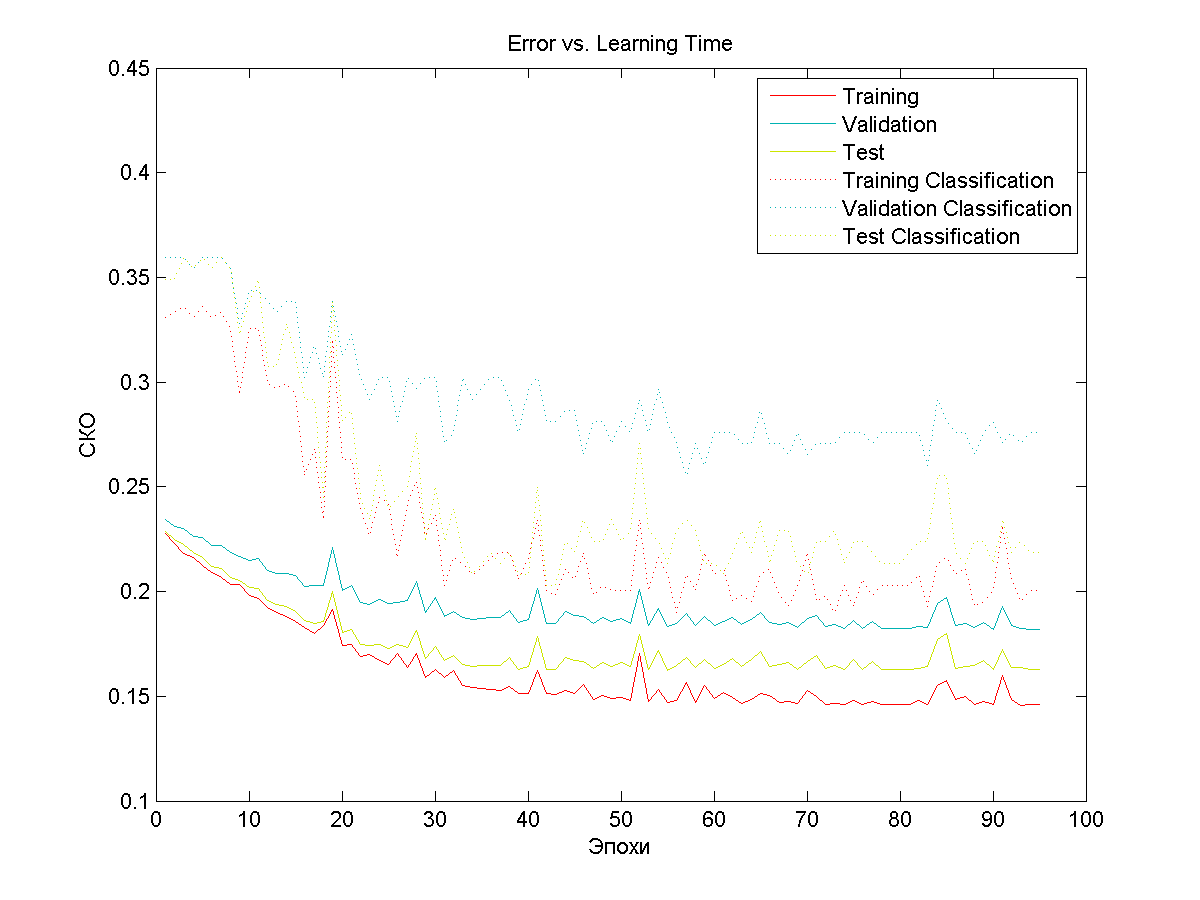 Error vs. Learning Time
0.45
0.4
0.35
0.3
0.25
0.2
0.15
0.1
СКО
Training
Validation
Test
Training Classification
Validation Classification
Test Classification
0 10 20 30 40 50 60 70 80 90 100
Эпохи